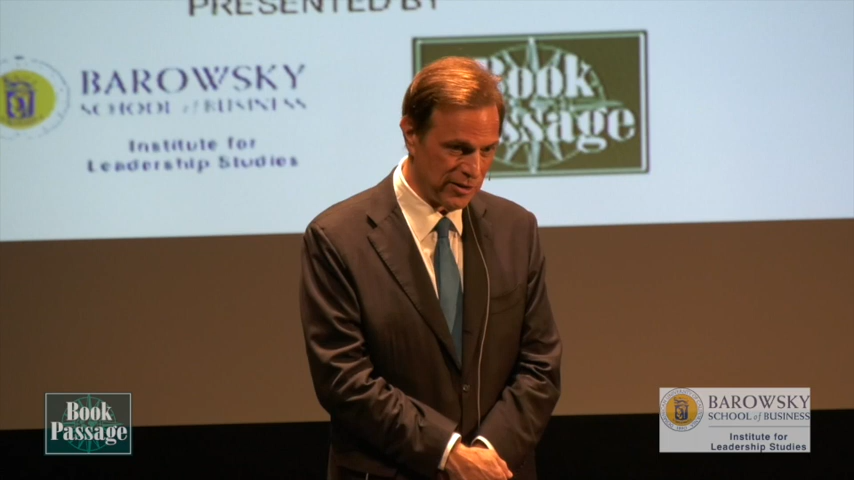 PRESENTED BY
BAROWSKY
SCHOOL of BUSINESS
Institute for
Leadership Studies
Book
Passage
Book
Passage
BAROWSKY
SCHOOL of BUSINESS
Institute for
Leadership Studies